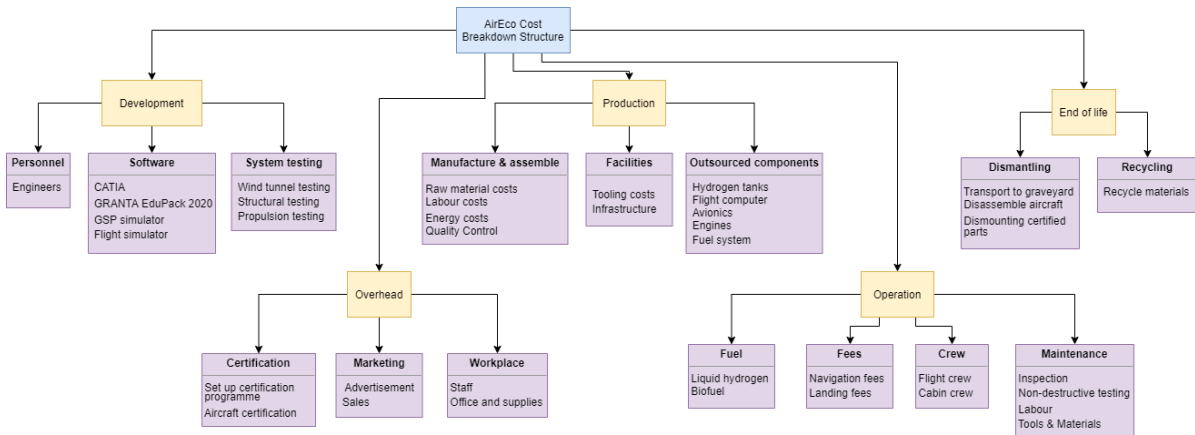 AirEco Cost
Breakdown Structure
Development
Production
End of life
Personnel
Engineers
Software
CATIA
GRANTA EduPack 2020
GSP simulator
Flight simulator
System testing
Wind tunnel testing
Structural testing
Propulsion testing
Manufacture & assemble
Raw material costs
Labour costs
Energy costs
Quality Control
Facilities
Tooling costs
Infrastructure
Outsourced components
Hydrogen tanks
Flight computer
Avionics
Engines
Fuel system
Dismantling
Transport to graveyard
Disassemble aircraft
Dismounting certified
parts
Recycling
Recycle materials
Overhead
Operation
Certification
Set up certification
programme
Aircraft certification
Marketing
Advertisement
Sales
Workplace
Staff
Office and supplies
Fuel
Liquid hydrogen
Biofuel
Fees
Navigation fees
Landing fees
Crew
Flight crew
Cabin crew
Maintenance
Inspection
Non-destructive testing
Labour
Tools & Materials